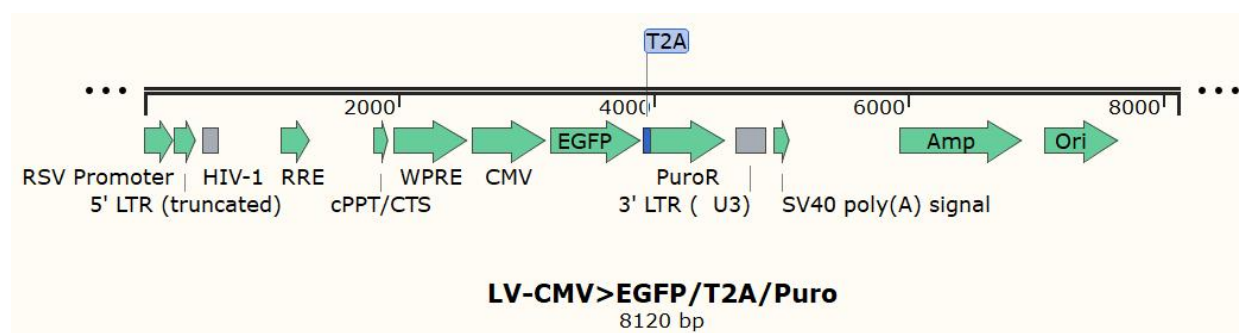 T2A
2000 4000 6000 8000
EGFP Amp Ori
RSV Promoter HIV-1 RRE WPRE CMV PuroR
5' LTR (truncated) cPPT/CTS 3' LTR ( U3) SV40 poly(A) signal
LV-CMV>EGFP/T2A/Puro
8120 bp